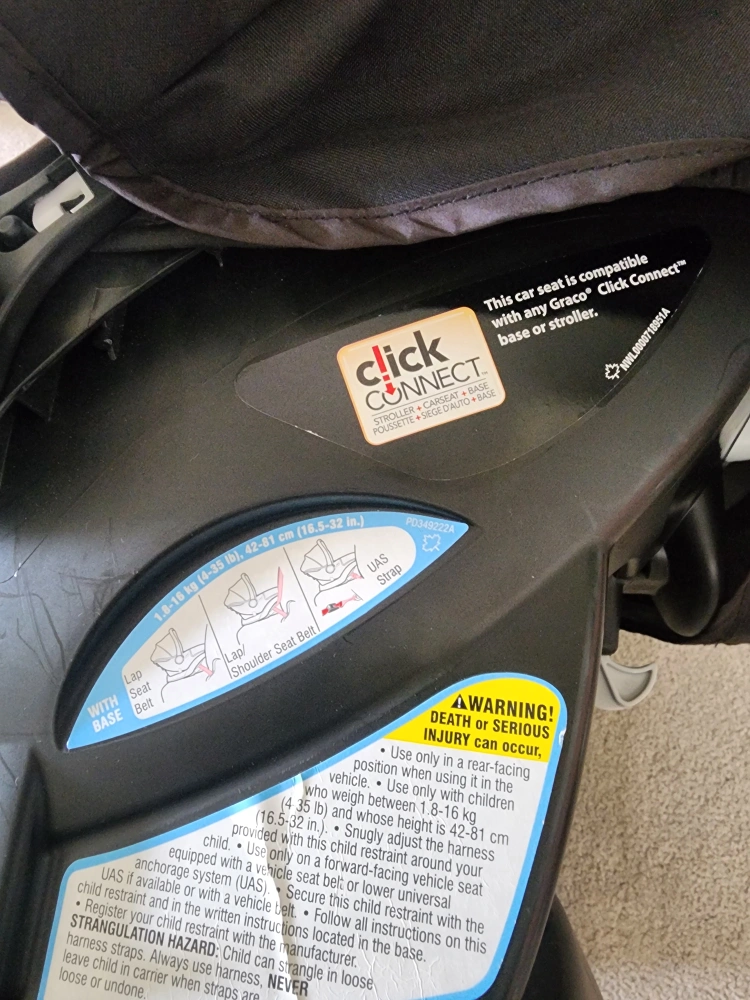 This car seat is compatible
with any Graco® Click Connect™
base or stroller.
NWL0000718951A
click
CONNECT™
STROLLER + CARSEAT + BASE
POUSSETTE + SIEGE D'AUTO + BASE
1.8-16 kg (4-35 lb), 42-81 cm (16.5-32 in.)
PD349222A
WITH
BASE
Lap
Seat
Belt
Lap/
Shoulder Seat Belt
UAS
Strap
WARNING!
DEATH or SERIOUS
INJURY can occur,
• Use only in a rear-facing
position when using it in the
vehicle. • Use only with children
who weigh between 1.8-16 kg
(4-35 lb) and whose height is 42-81 cm
(16.5-32 in.). • Snugly adjust the harness
provided with this child restraint around your
child. • Use only on a forward-facing vehicle seat
equipped with a vehicle seat belt or lower universal
anchorage system (UAS). • Secure this child restraint with the
UAS if available or with a vehicle belt. • Follow all instructions on this
child restraint and in the written instructions located in the base.
• Register your child restraint with the manufacturer.
STRANGULATION HAZARD: Child can strangle in loose
harness straps. Always use harness, NEVER
leave child in carrier when straps are
loose or undone.